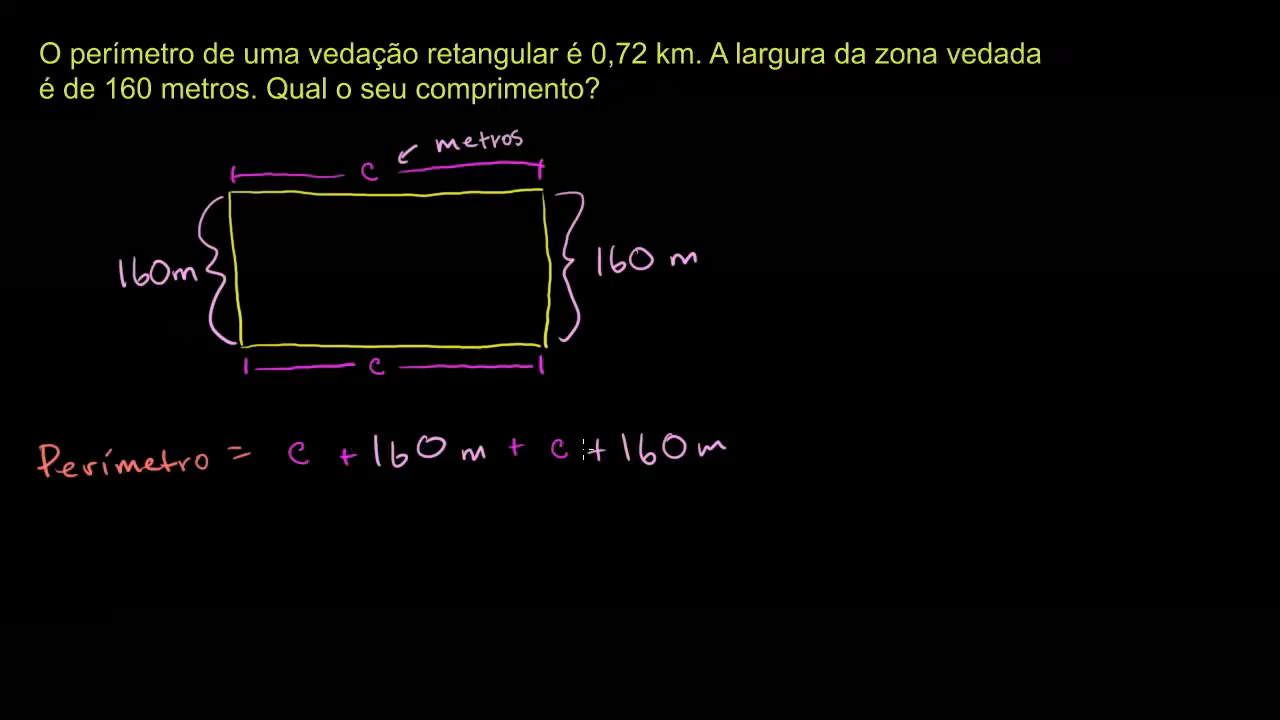 O perímetro de uma vedação retangular é 0,72 km. A largura da zona vedada
é de 160 metros. Qual o seu comprimento?
metros
c
160m
160 m
c
Perímetro = c + 160 m + c + 160 m